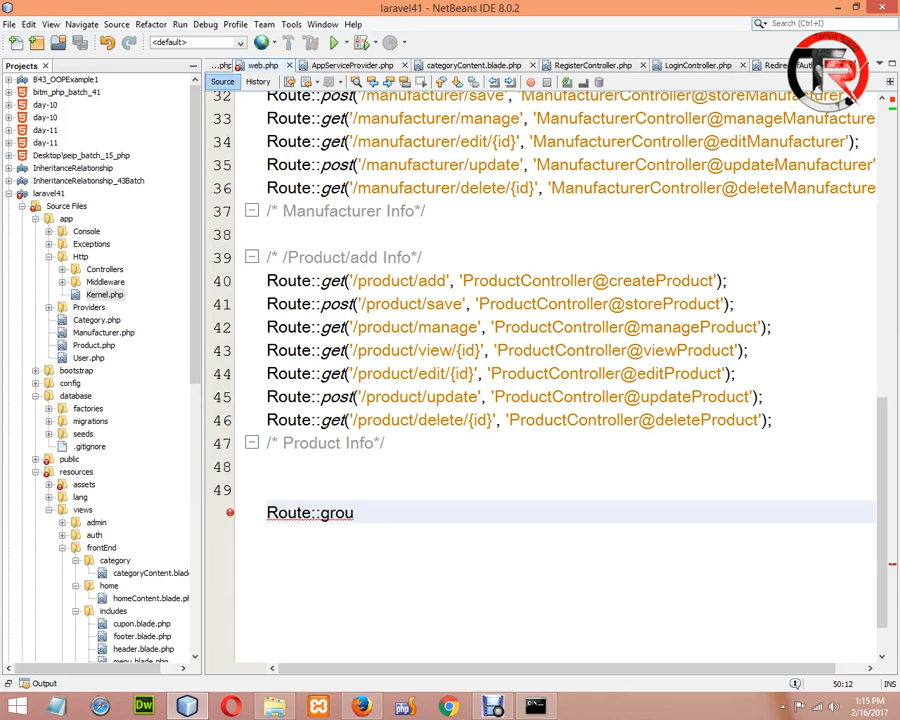 laravel41 - NetBeans IDE 8.0.2
File Edit View Navigate Source Refactor Run Debug Profile Team Tools Window Help
Search (Ctrl+I)
<default>
Projects
...php web.php AppServiceProvider.php categoryContent.blade.php RegisterController.php LoginController.php
Source History
B43_OOPExample1
bitm_php_batch_41
day-10
day-10
day-11
day-11
Desktop\seip_batch_15_php
InheritanceRelationship
InheritanceRelationship_43Batch
laravel41
Source Files
app
Console
Exceptions
Http
Controllers
Middleware
Kernel.php
Providers
Category.php
Manufacturer.php
Product.php
User.php
bootstrap
config
database
factories
migrations
seeds
.gitignore
public
resources
assets
lang
views
admin
auth
frontEnd
category
categoryContent.blade
home
homeContent.blade.ph
includes
cupon.blade.php
footer.blade.php
header.blade.php
menu.blade.php
32 Route::post('/manufacturer/save', 'ManufacturerController@storeManufacturer
33 Route::get('/manufacturer/manage', 'ManufacturerController@manageManufacture
34 Route::get('/manufacturer/edit/{id}', 'ManufacturerController@editManufacturer');
35 Route::post('/manufacturer/update', 'ManufacturerController@updateManufacturer'
36 Route::get('/manufacturer/delete/{id}', 'ManufacturerController@deleteManufacture
37 /* Manufacturer Info*/
38
39 /* /Product/add Info*/
40 Route::get('/product/add', 'ProductController@createProduct');
41 Route::post('/product/save', 'ProductController@storeProduct');
42 Route::get('/product/manage', 'ProductController@manageProduct');
43 Route::get('/product/view/{id}', 'ProductController@viewProduct');
44 Route::get('/product/edit/{id}', 'ProductController@editProduct');
45 Route::post('/product/update', 'ProductController@updateProduct');
46 Route::get('/product/delete/{id}', 'ProductController@deleteProduct');
47 /* Product Info*/
48
49
Route::grou
Output
50:12 INS
1:15 PM
2/16/2017